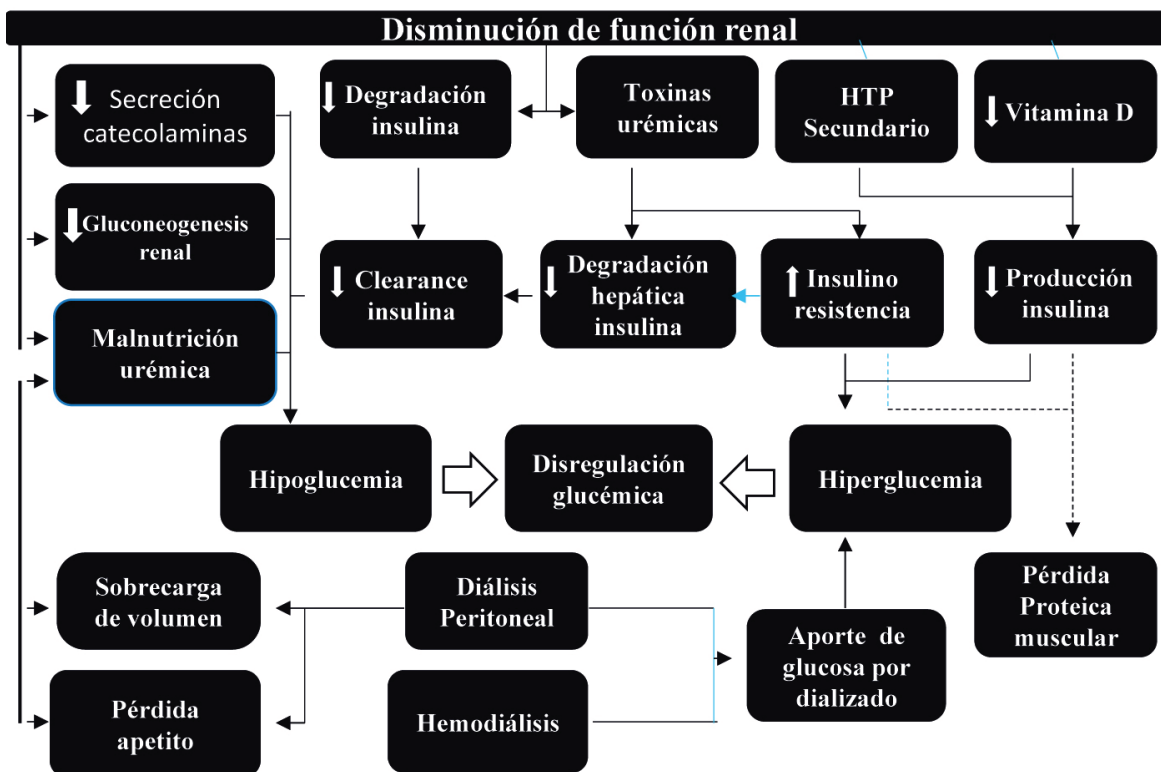 Disminución de función renal
Secreción
catecolaminas
Degradación
insulina
Toxinas
urémicas
HTP
Secundario
Vitamina D
Gluconeogenesis
renal
Clearance
insulina
Degradación
hepática
insulina
Insulino
resistencia
Producción
insulina
Malnutrición
urémica
Hipoglucemia
Disregulación
glucémica
Hiperglucemia
Sobrecarga
de volumen
Diálisis
Peritoneal
Aporte de
glucosa por
dializado
Pérdida
Proteica
muscular
Pérdida
apetito
Hemodiálisis